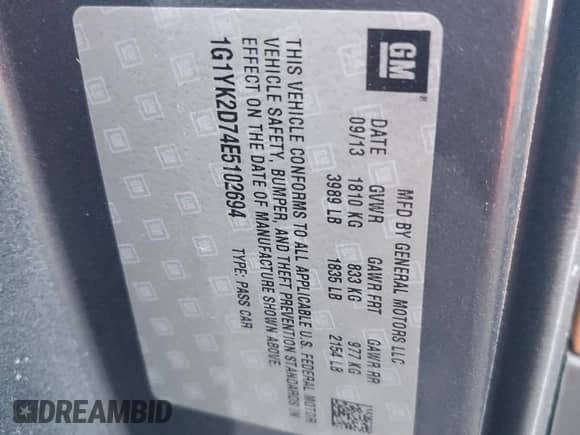 GM
®
MFD BY GENERAL MOTORS LLC
DATE GVWR GAWR FRT GAWR RR
09/13 1810 KG 833 KG 977 KG
3989 LB 1836 LB 2154 LB
THIS VEHICLE CONFORMS TO ALL APPLICABLE U.S. FEDERAL MOTOR
VEHICLE SAFETY, BUMPER, AND THEFT PREVENTION STANDARDS IN
EFFECT ON THE DATE OF MANUFACTURE SHOWN ABOVE.
1G1YK2D74E5102694 TYPE: PASS CAR
DREAMBID